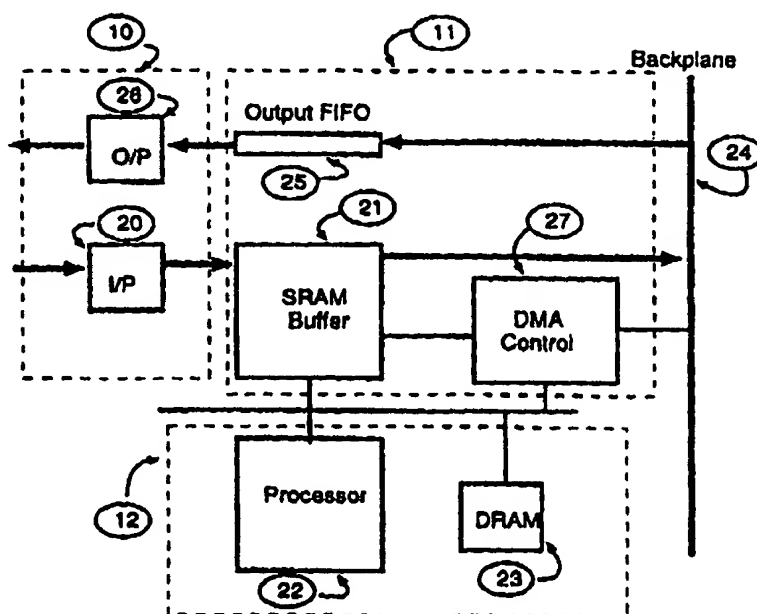 10
11
Backplane
26
Output FIFO
O/P
24
25
20
21
27
I/P
SRAM
Buffer
DMA
Control
12
Processor
DRAM
22
23